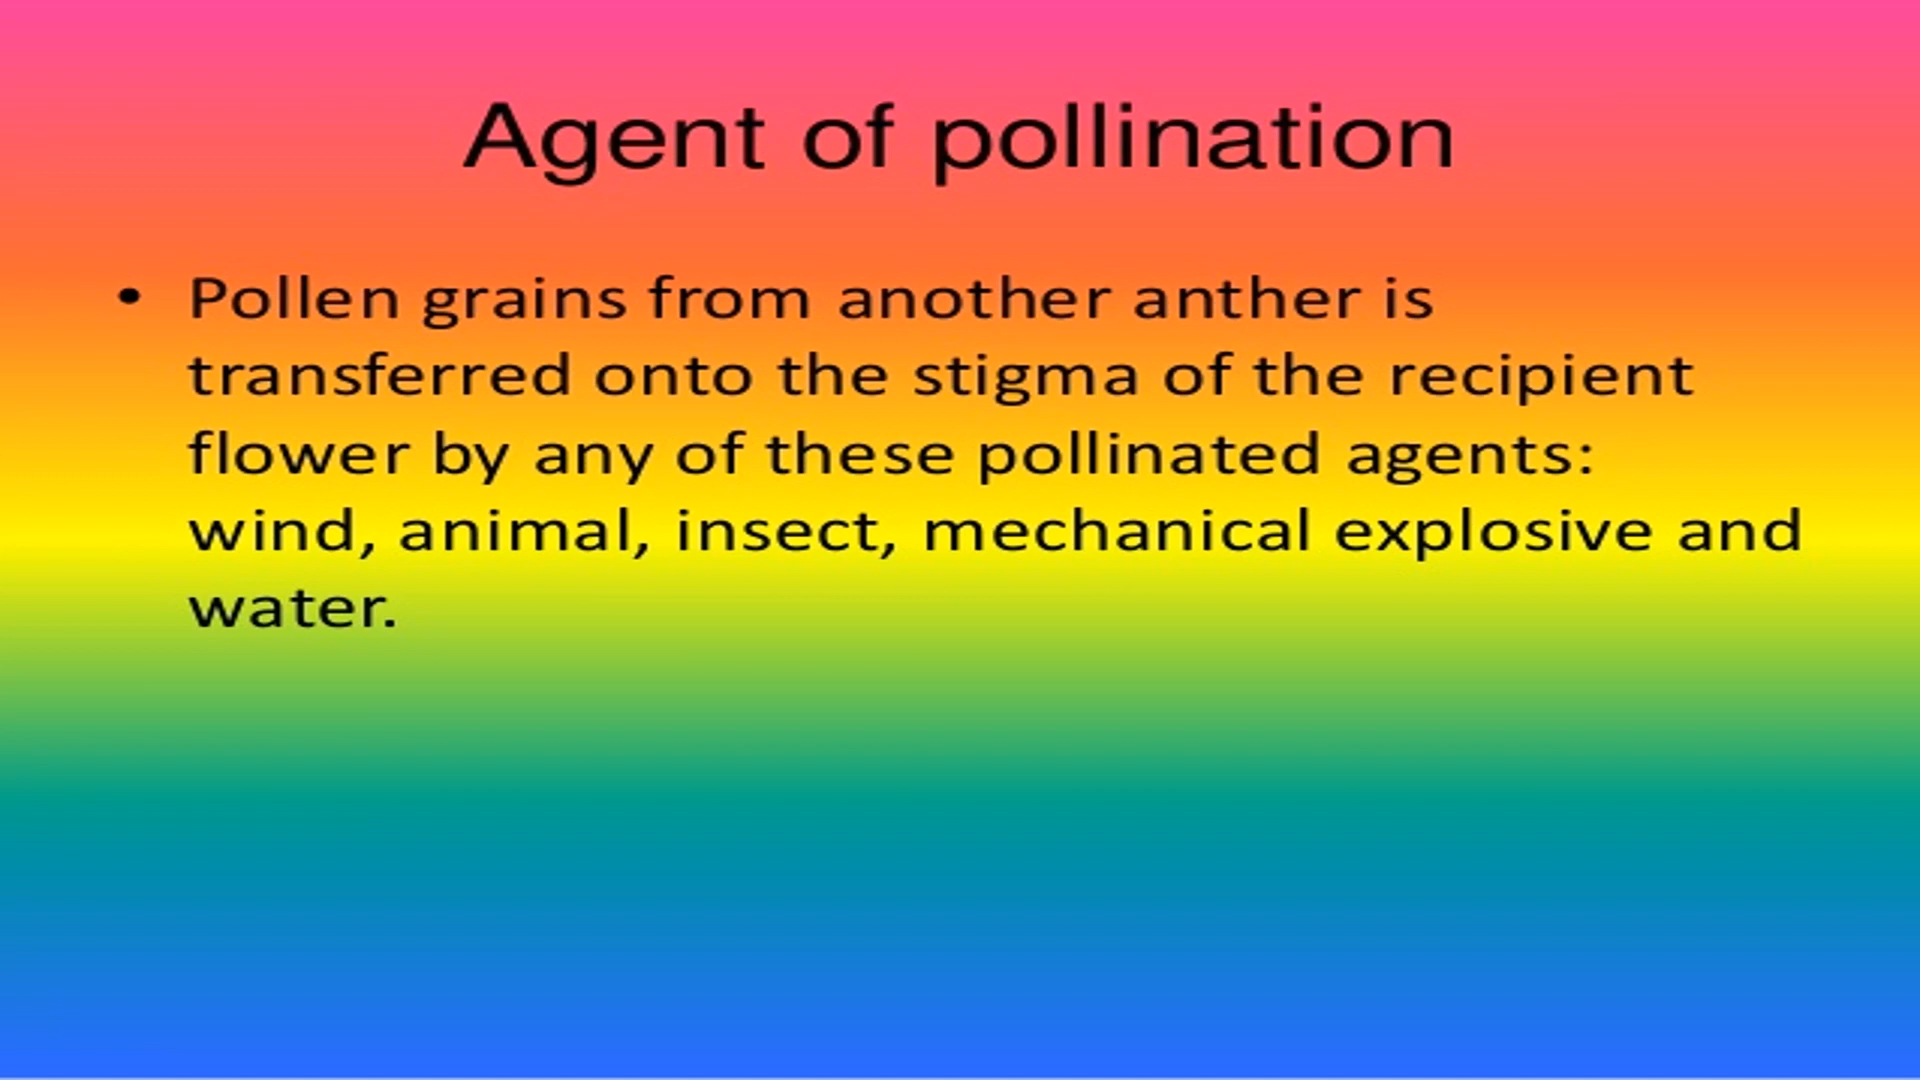 Agent of pollination
• Pollen grains from another anther is
transferred onto the stigma of the recipient
flower by any of these pollinated agents:
wind, animal, insect, mechanical explosive and
water.